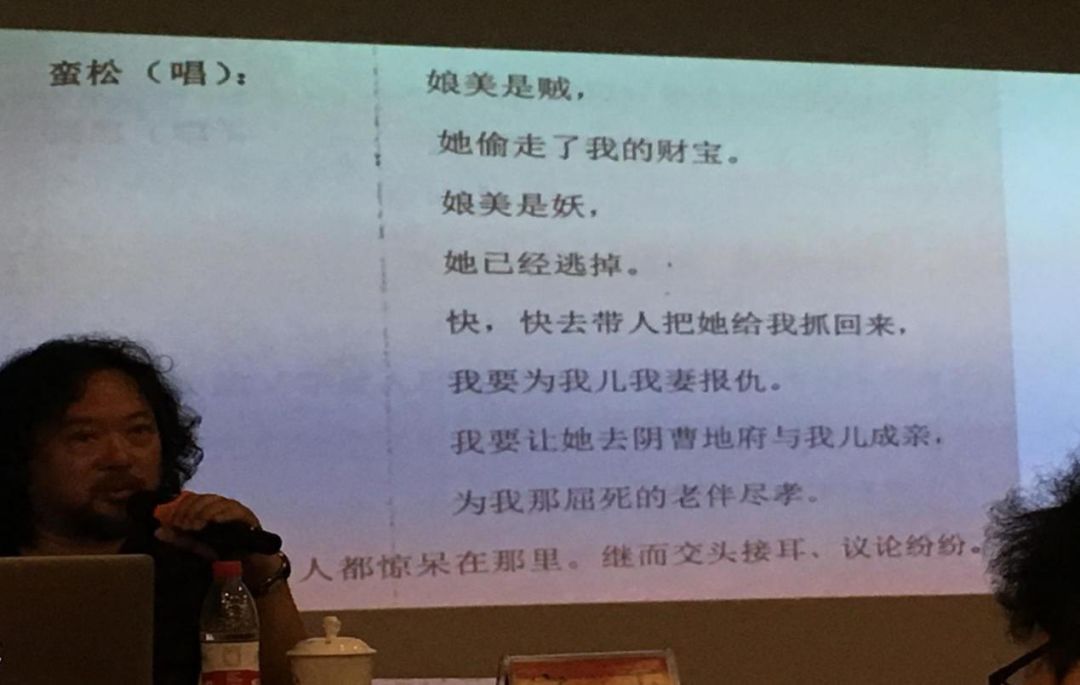 蛮松（唱）：
娘美是贼，
她偷走了我的财宝。
娘美是妖，
她已经逃掉。
快，快去带人把她给我抓回来，
我要为我儿我妻报仇。
我要让她去阴曹地府与我儿成亲，
为我那屈死的老伴尽孝。
人都惊呆在那里。继而交头接耳、议论纷纷。